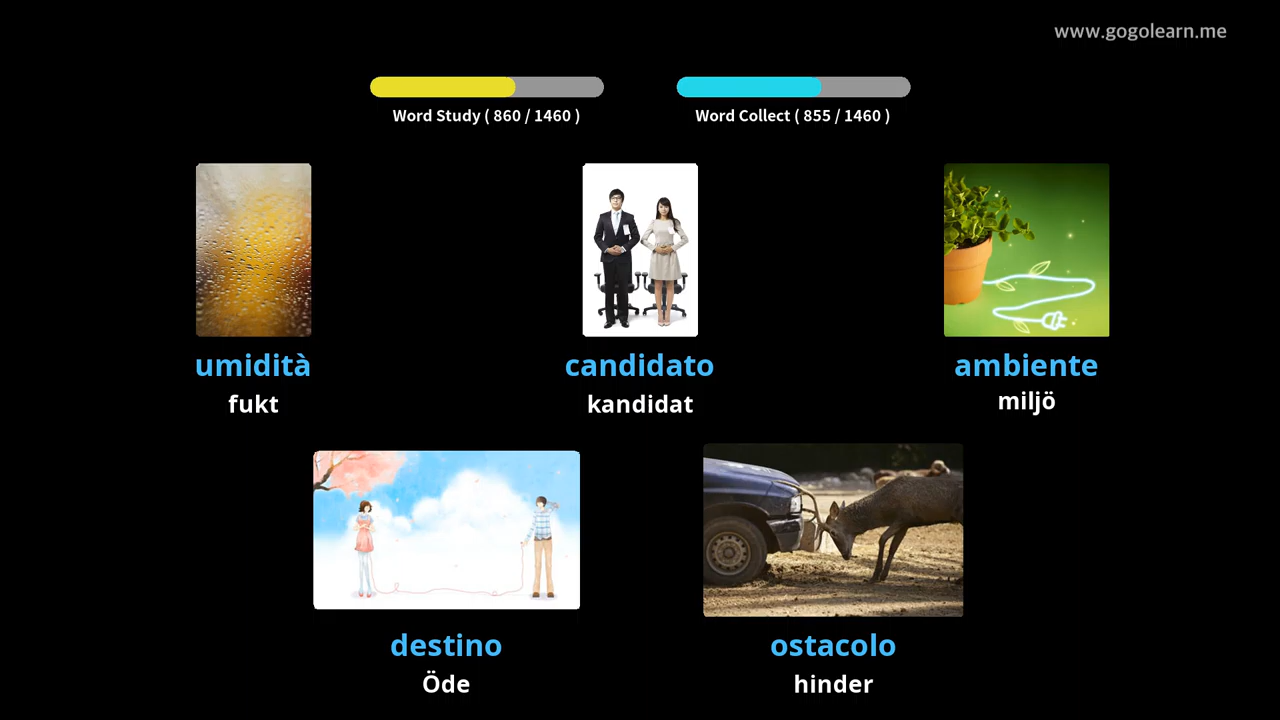 www.gogolearn.me
Word Study ( 860 / 1460 )
Word Collect ( 855 / 1460 )
umidità
candidato
ambiente
fukt
kandidat
miljö
destino
ostacolo
Öde
hinder